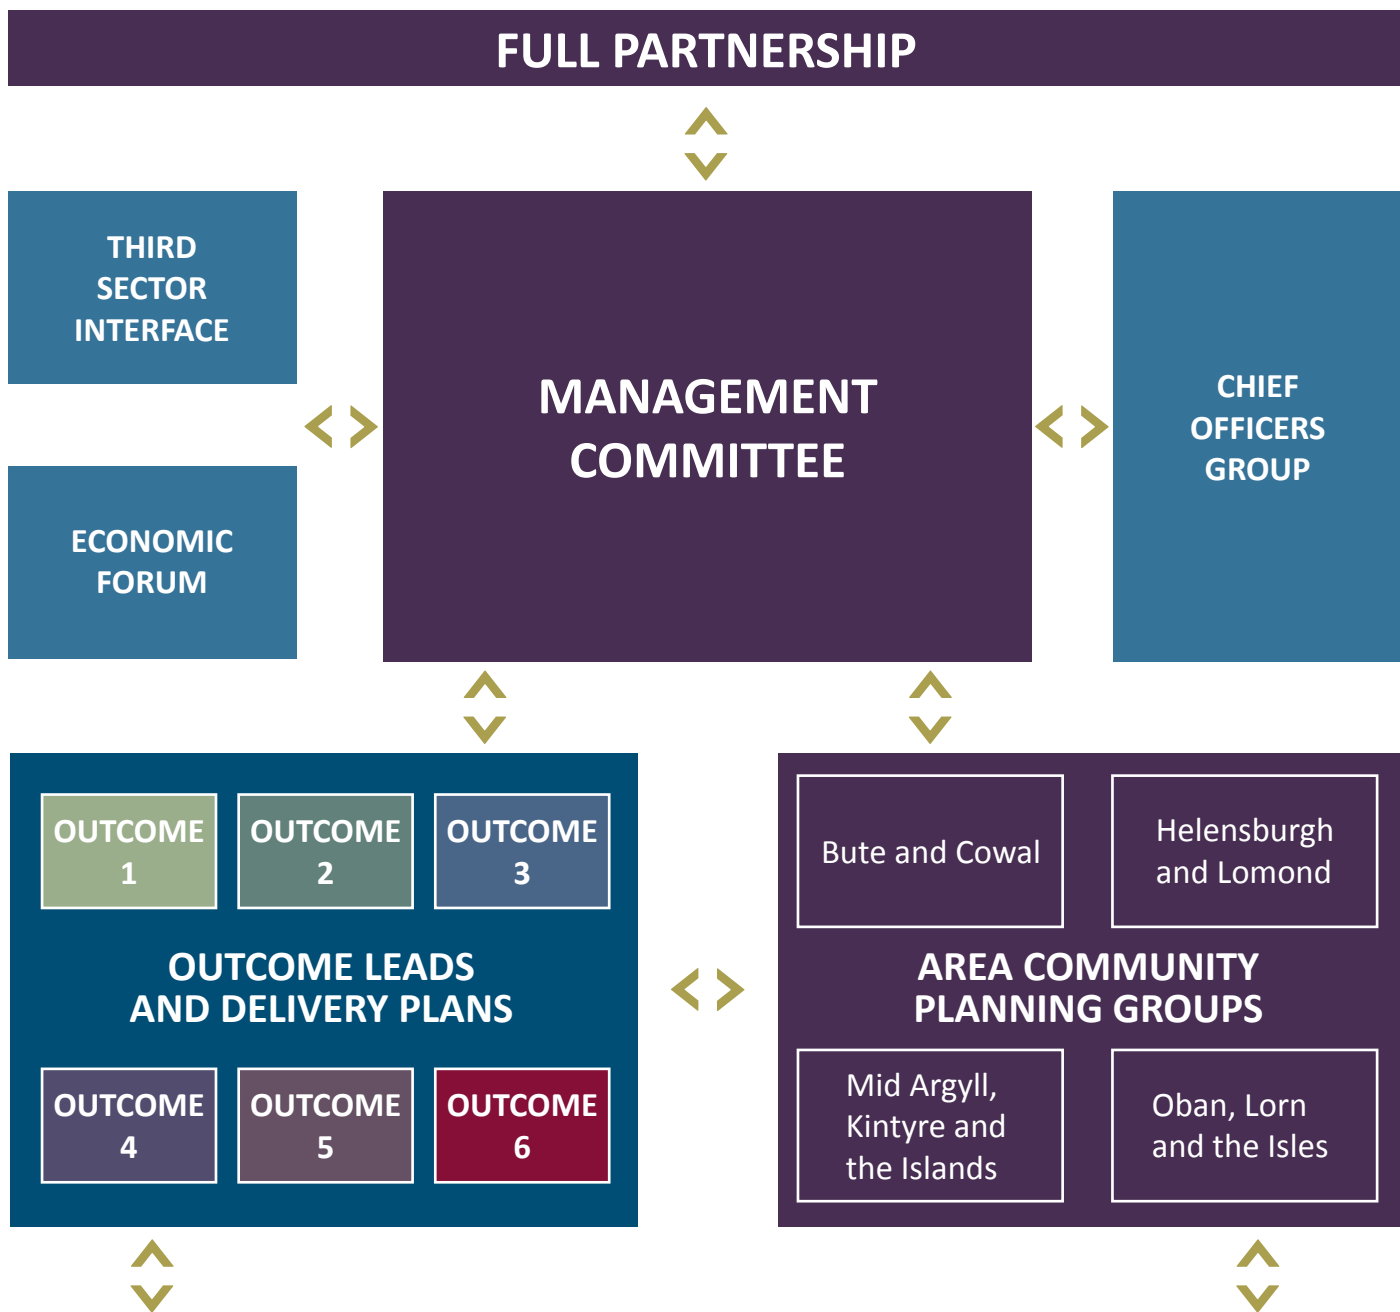 FULL PARTNERSHIP
THIRD
SECTOR
INTERFACE
MANAGEMENT
COMMITTEE
CHIEF
OFFICERS
GROUP
ECONOMIC
FORUM
OUTCOME
1
OUTCOME
2
OUTCOME
3
OUTCOME LEADS
AND DELIVERY PLANS
OUTCOME
4
OUTCOME
5
OUTCOME
6
Bute and Cowal
Helensburgh
and Lomond
AREA COMMUNITY
PLANNING GROUPS
Mid Argyll,
Kintyre and
the Islands
Oban, Lorn
and the Isles